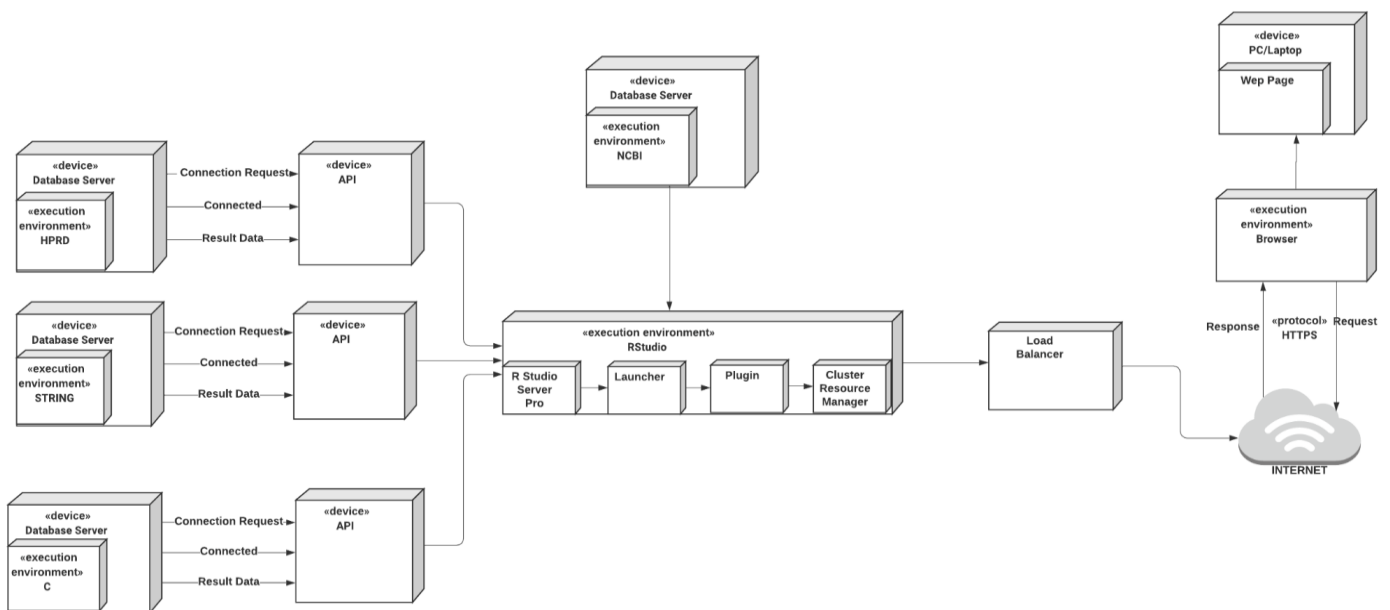 «device»
PC/Laptop
Wep Page
«device»
Database Server
«execution
environment»
NCBI
«device»
Database Server
«execution
environment»
HPRD
Connection Request
Connected
Result Data
«device»
API
«execution
environment»
Browser
Response
«protocol»
HTTPS
Request
«device»
Database Server
«execution
environment»
STRING
Connection Request
Connected
Result Data
«device»
API
«execution environment»
RStudio
R Studio
Server
Pro
Launcher
Plugin
Cluster
Resource
Manager
Load
Balancer
INTERNET
«device»
Database Server
«execution
environment»
C
Connection Request
Connected
Result Data
«device»
API